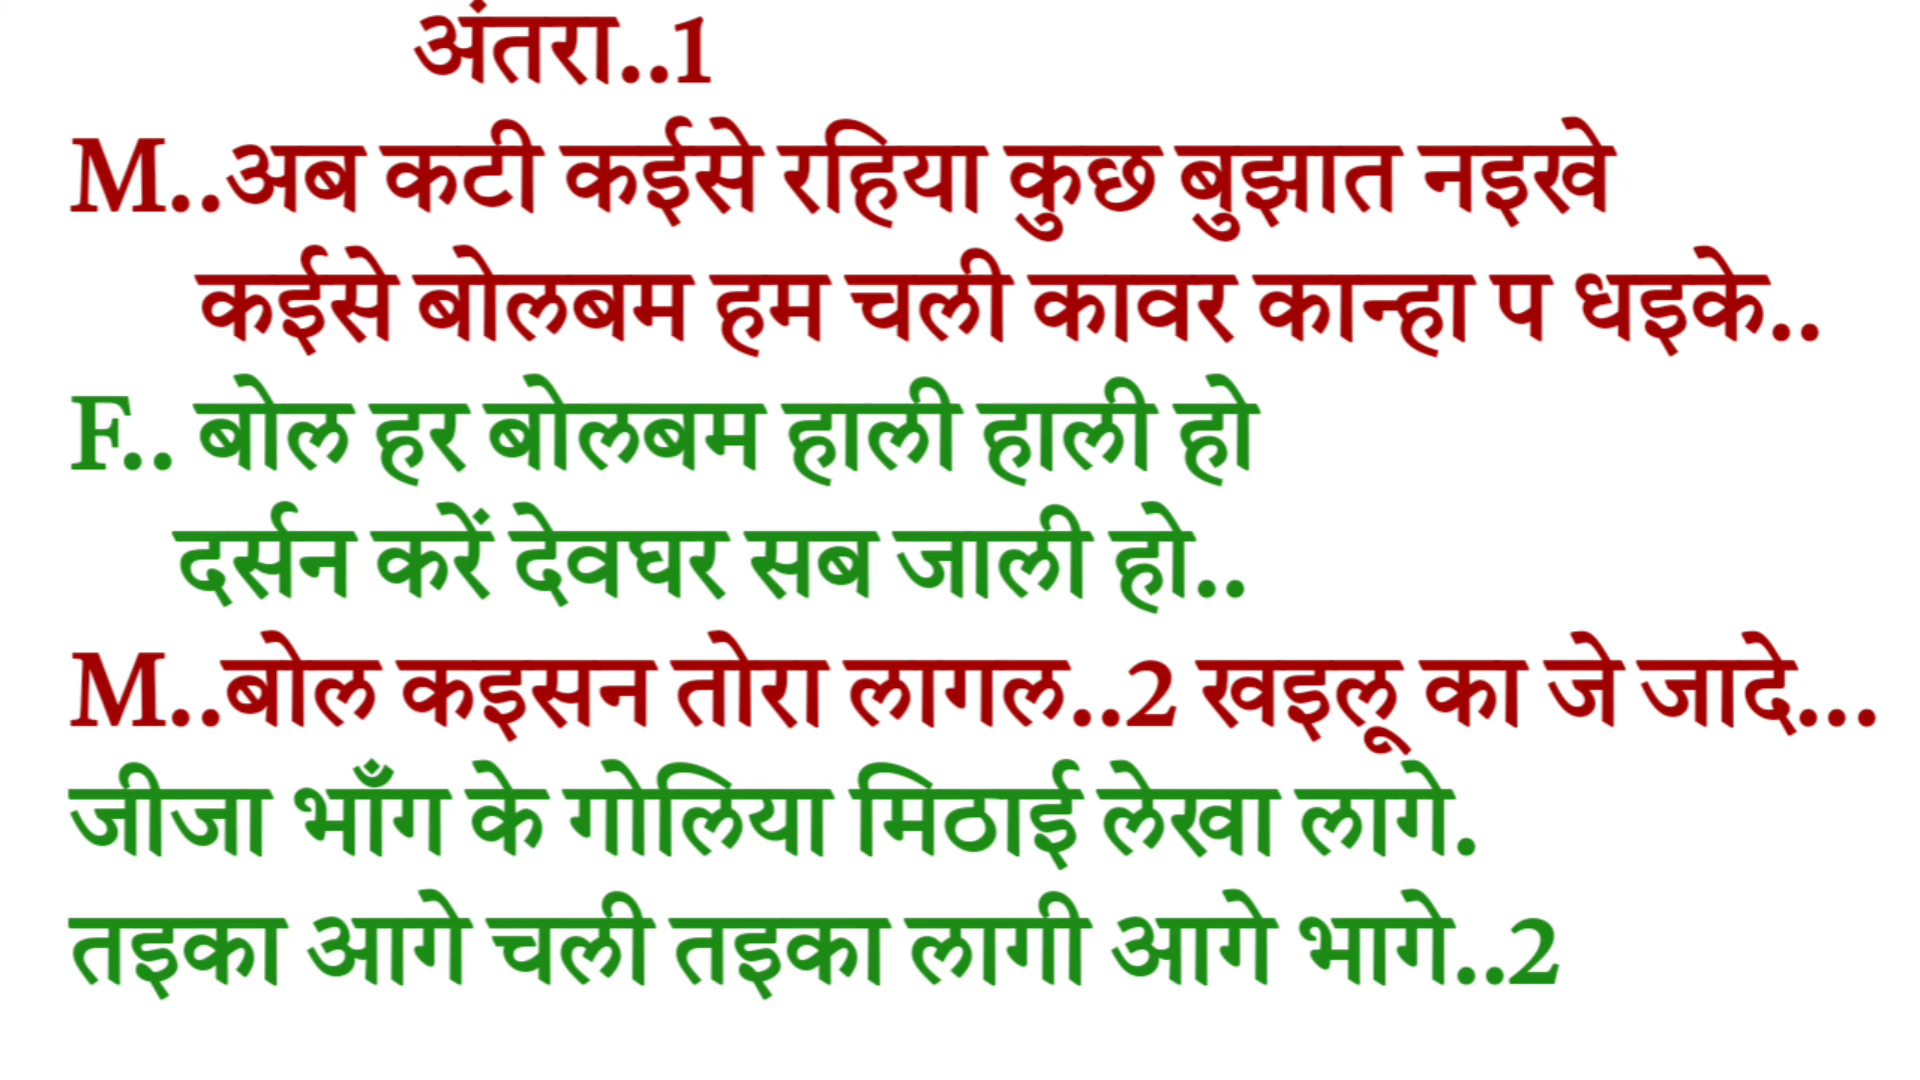 अंतरा..1
M..अब कटी कईसे रहिया कुछ बुझात नइखे
कईसे बोलबम हम चली कावर कान्हा प धइके..
F.. बोल हर बोलबम हाली हाली हो
दर्सन करें देवघर सब जाली हो..
M..बोल कइसन तोरा लागल..2 खइलू का जे जादे...
जीजा भाँग के गोलिया मिठाई लेखा लागे.
तइका आगे चली तइका लागी आगे भागे..2